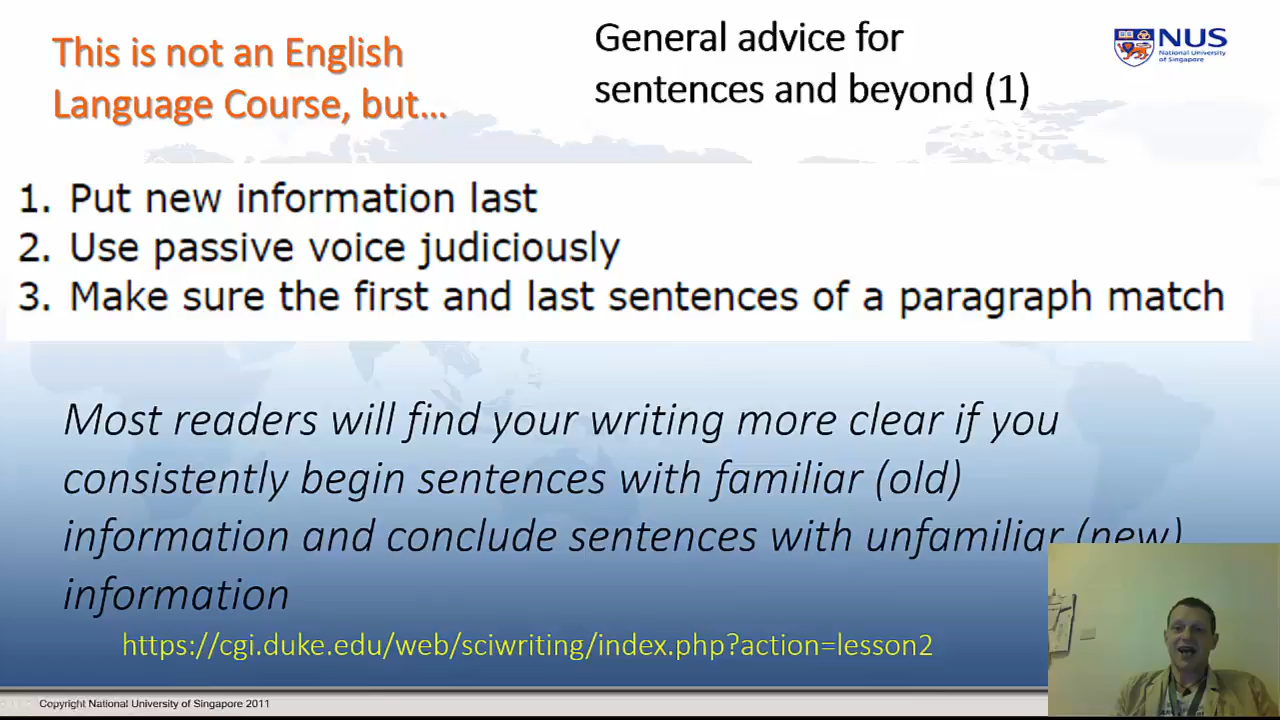 This is not an English
Language Course, but...
General advice for
sentences and beyond (1)
NUS
National University
of Singapore
1. Put new information last
2. Use passive voice judiciously
3. Make sure the first and last sentences of a paragraph match
Most readers will find your writing more clear if you
consistently begin sentences with familiar (old)
information and conclude sentences with unfamiliar (new)
information
https://cgi.duke.edu/web/sciwriting/index.php?action=lesson2
Copyright National University of Singapore 2011